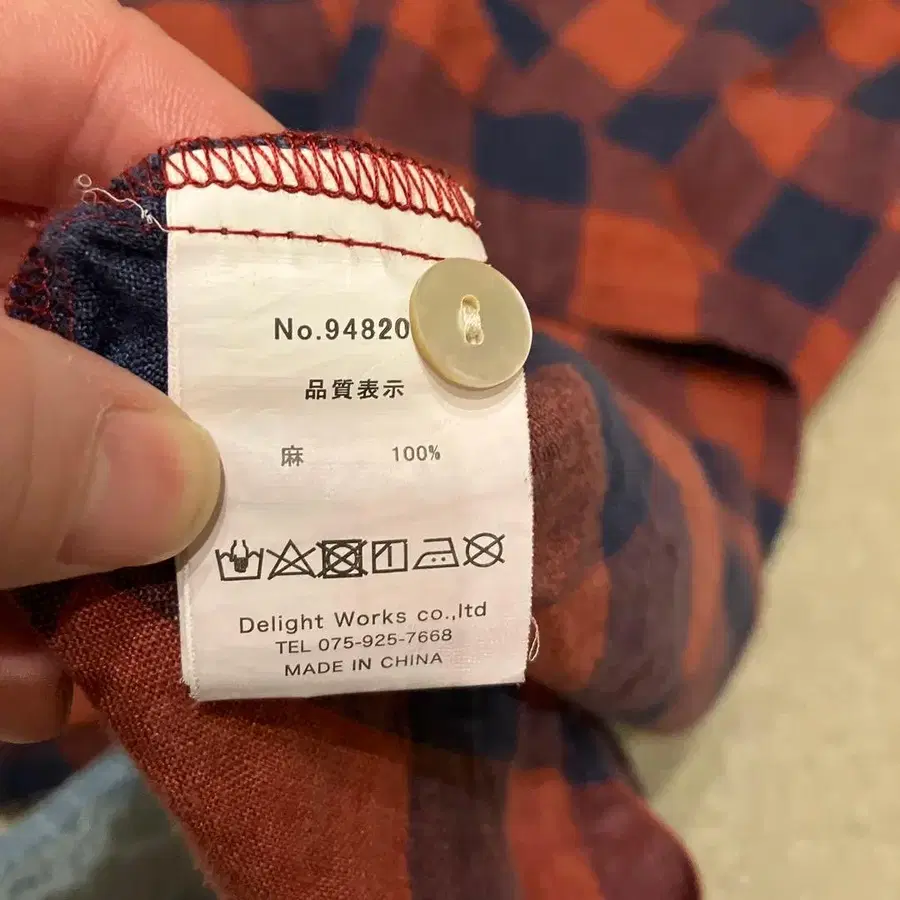 No.94820
品質表示
麻 100%
Delight Works co.,ltd
TEL 075-925-7668
MADE IN CHINA